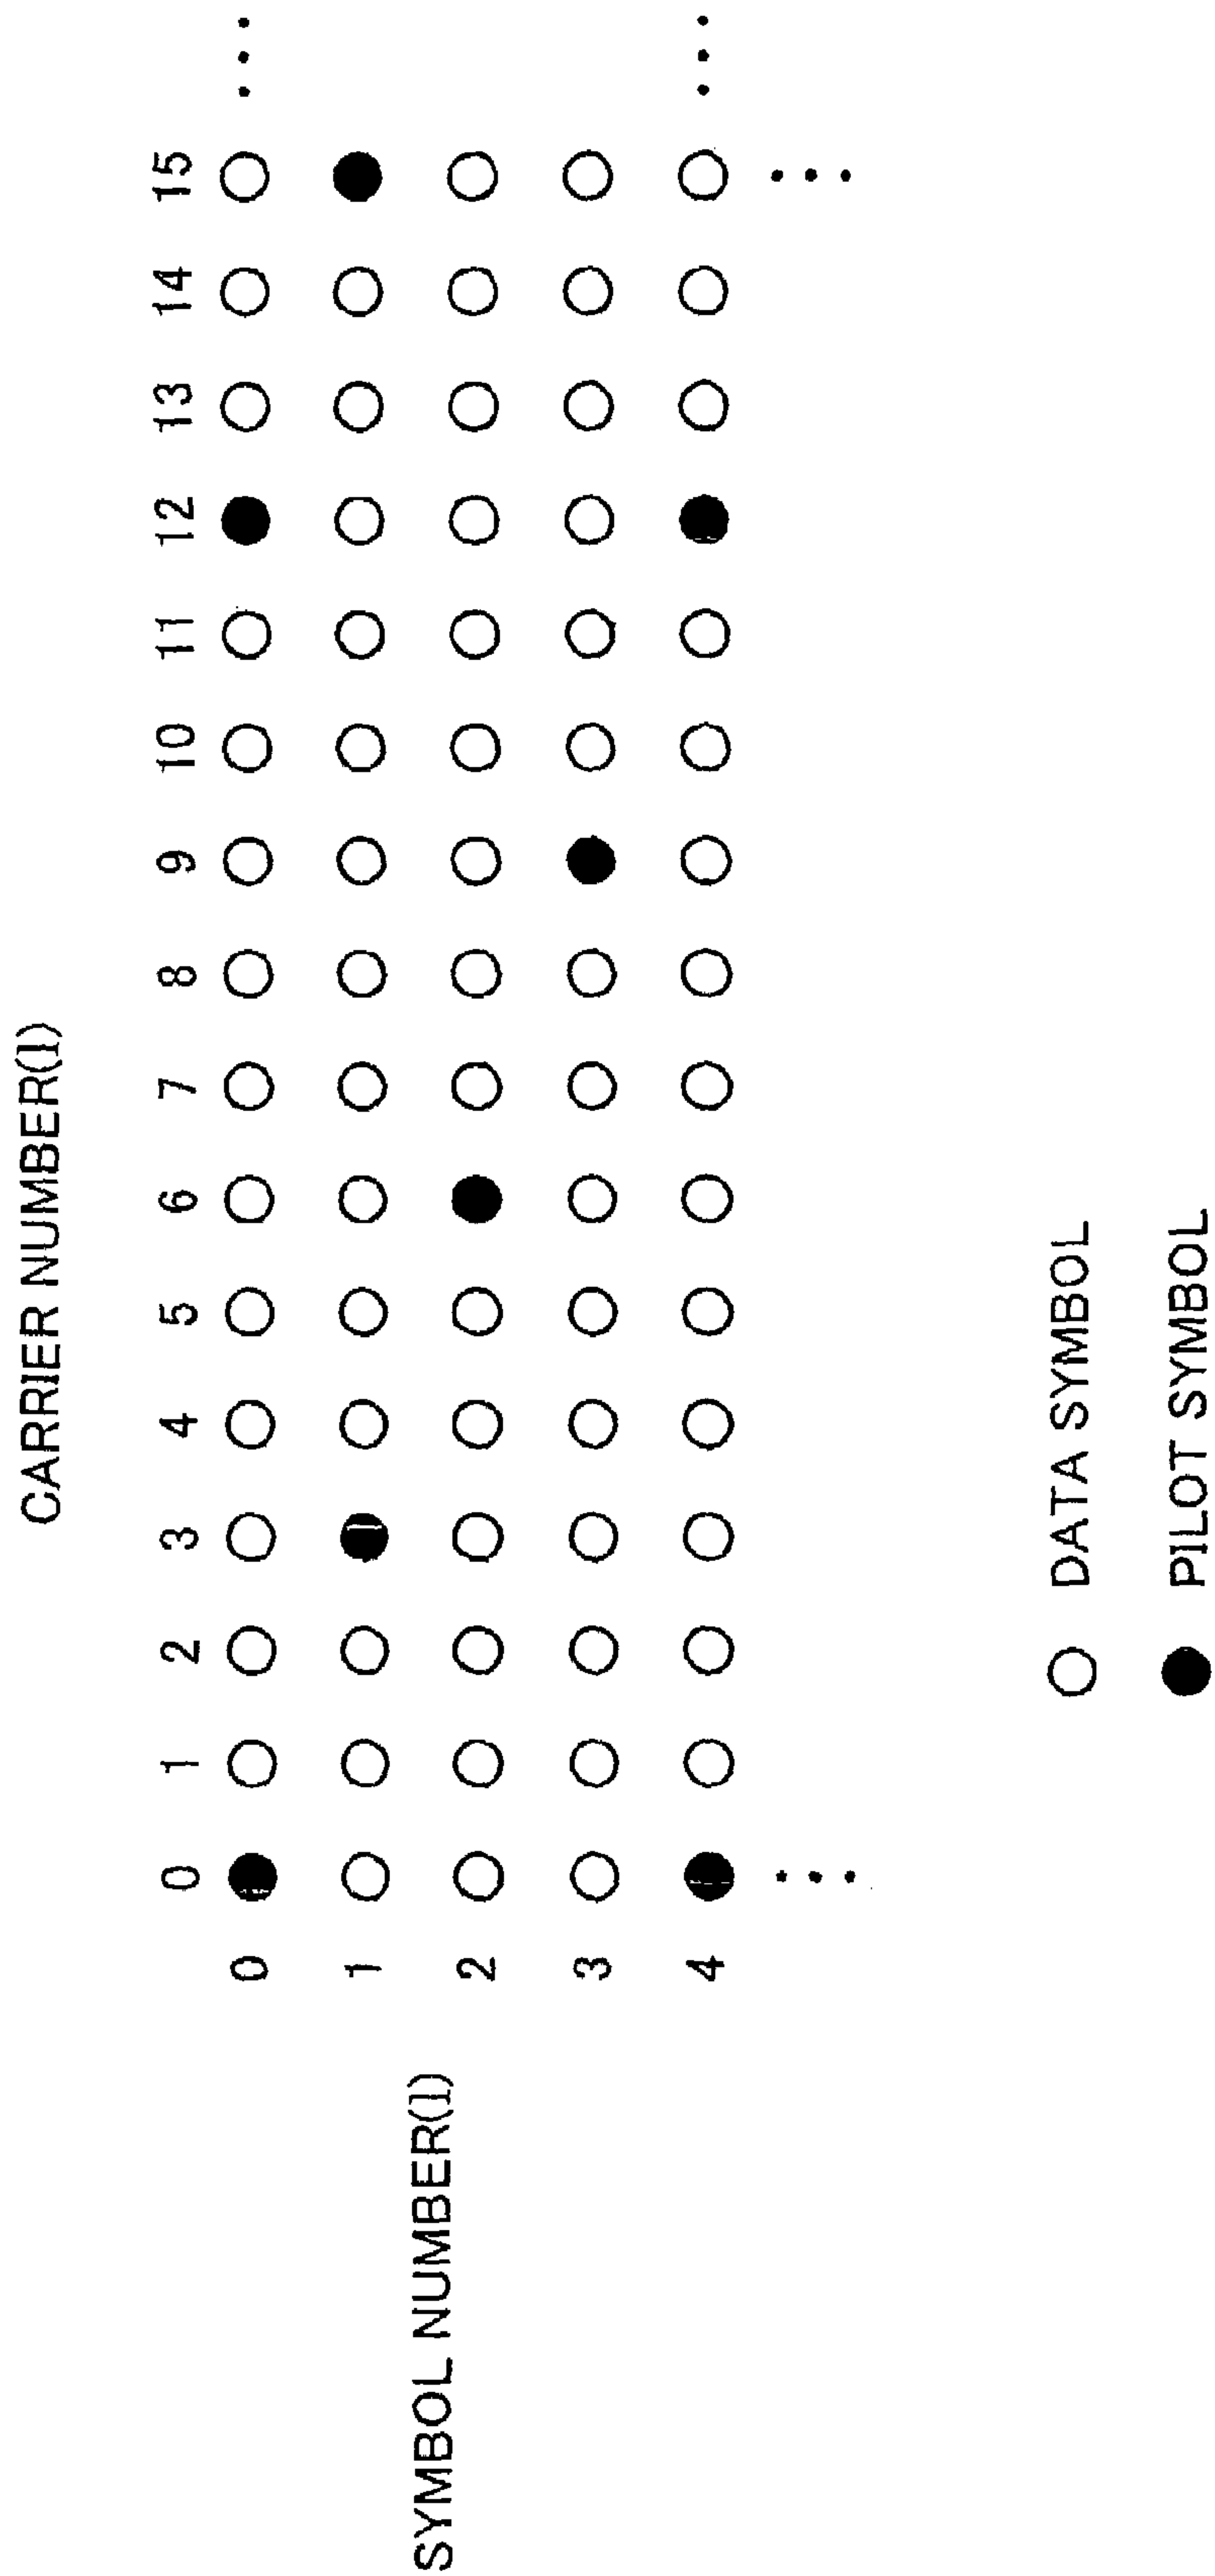 CARRIER NUMBER(l)
0 1 2 3 4 5 6 7 8 9 10 11 12 13 14 15
SYMBOL NUMBER(l)
0
1
2
3
4
DATA SYMBOL
PILOT SYMBOL